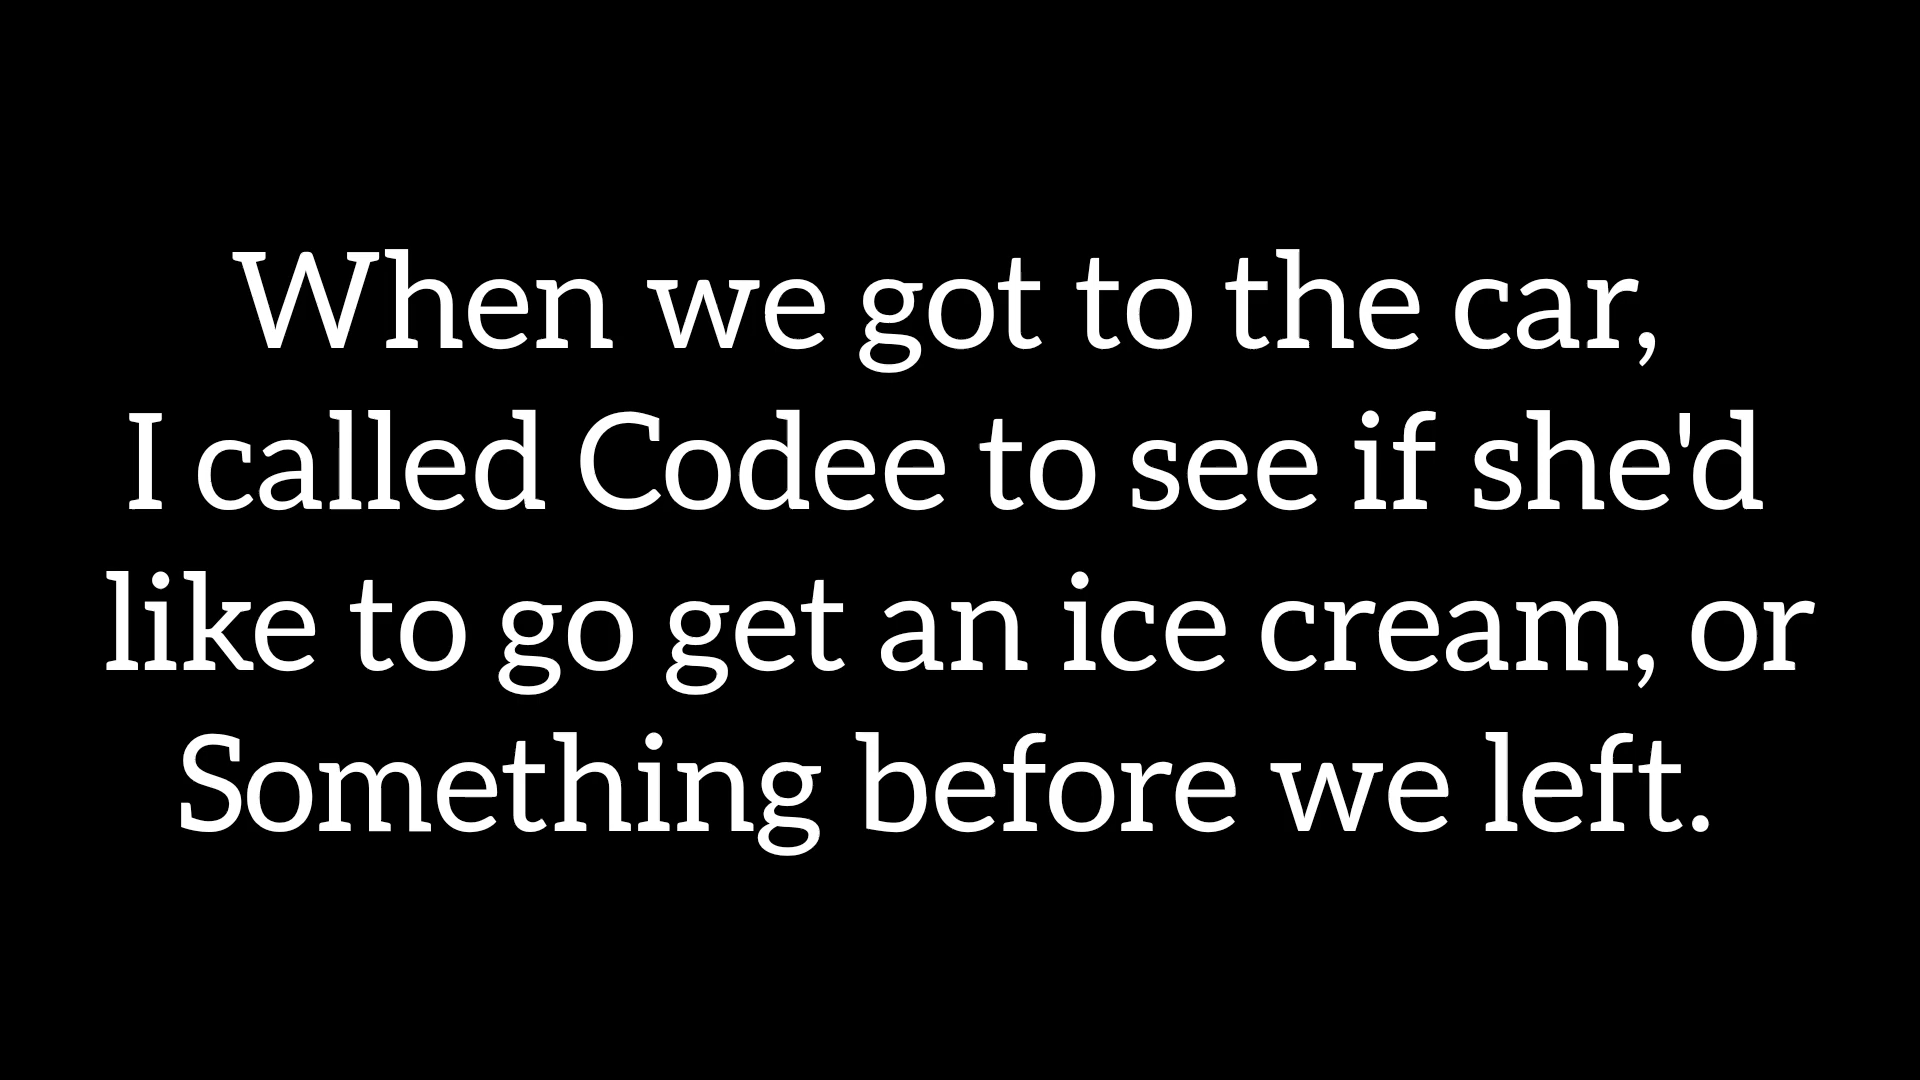 When we got to the car,
I called Codee to see if she'd
like to go get an ice cream, or
Something before we left.